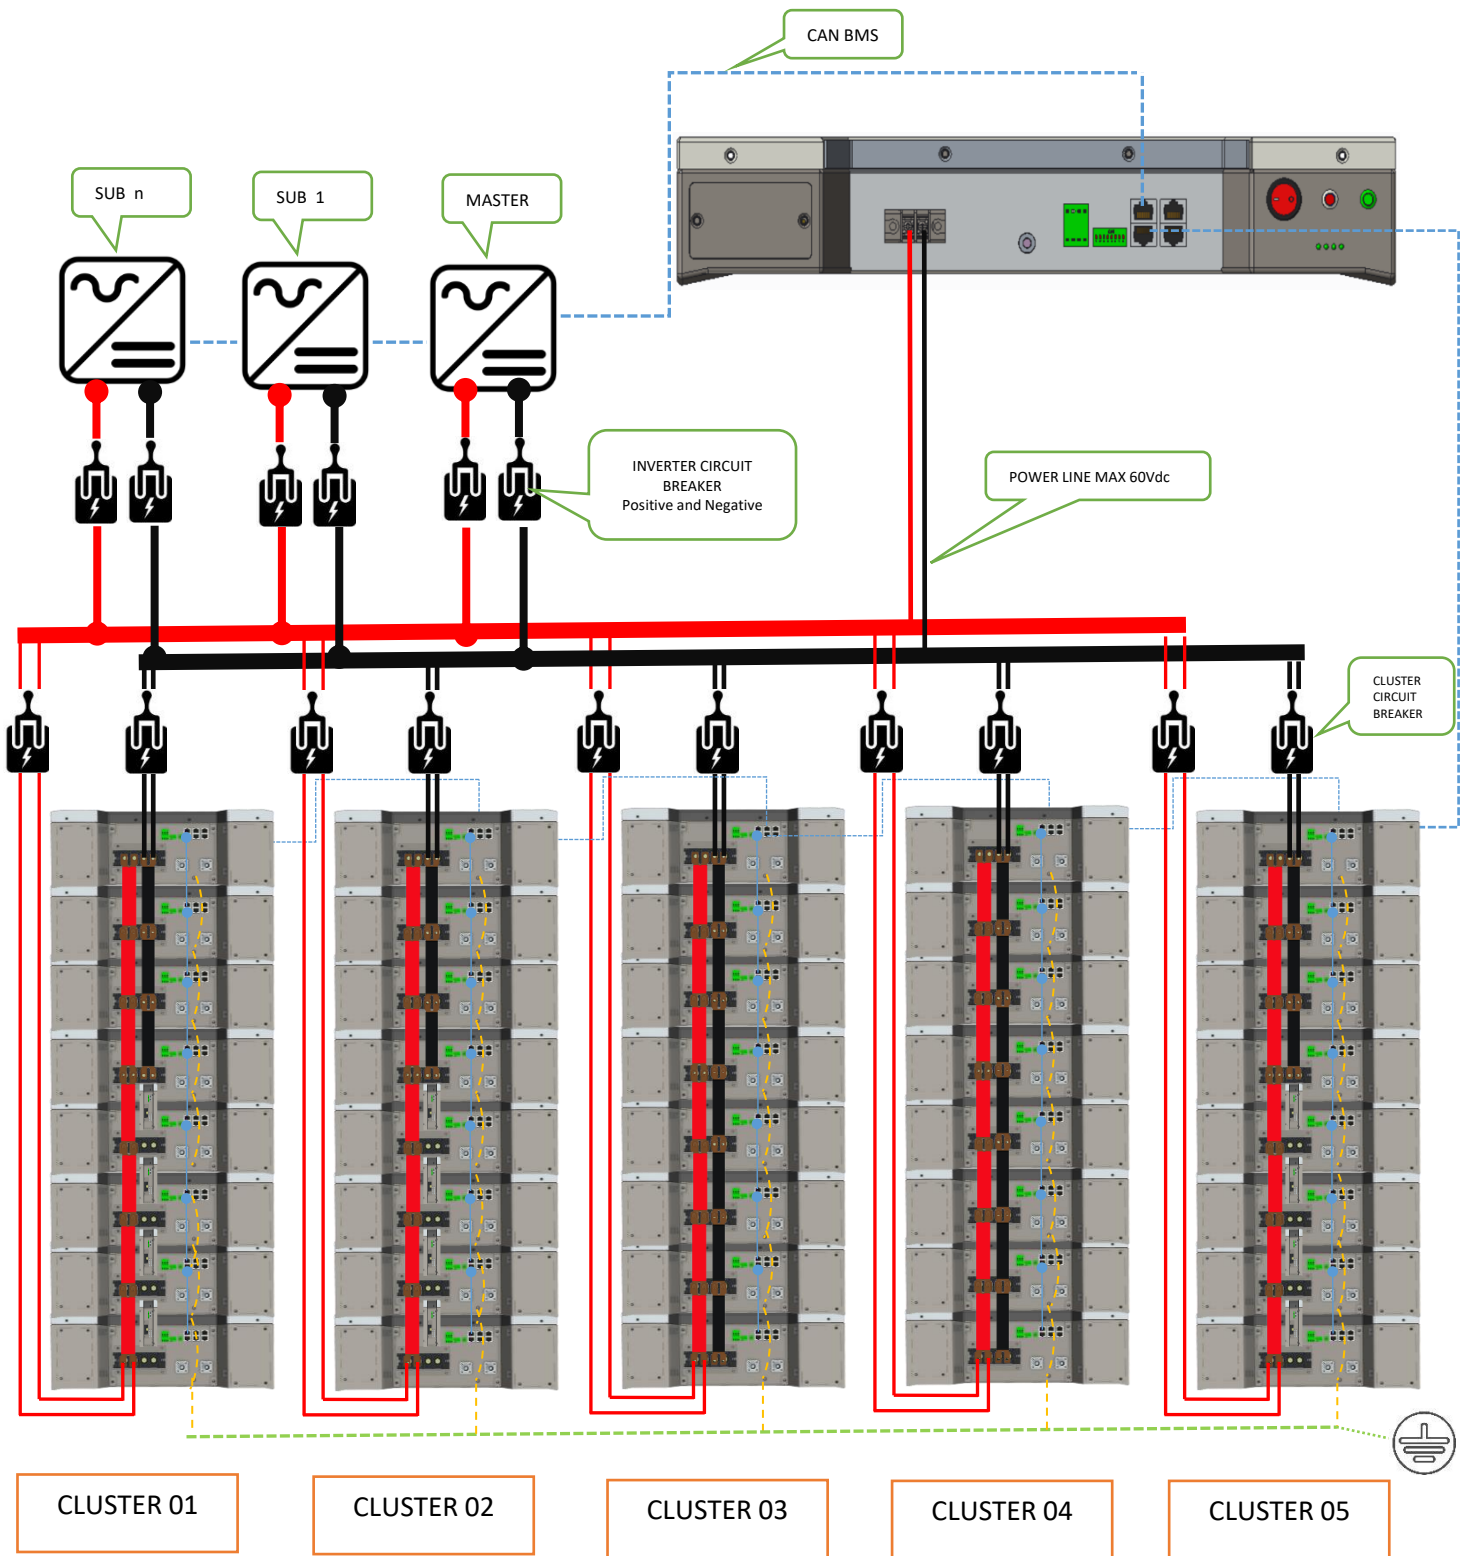 CAN BMS
SUB n
SUB 1
MASTER
INVERTER CIRCUIT
BREAKER
Positive and Negative
POWER LINE MAX 60Vdc
CLUSTER
CIRCUIT
BREAKER
CLUSTER 01
CLUSTER 02
CLUSTER 03
CLUSTER 04
CLUSTER 05